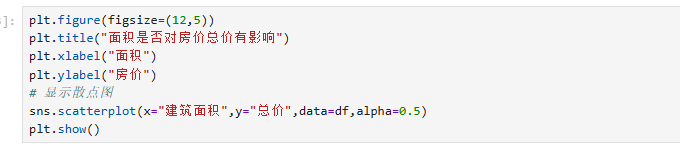 ]:
plt.figure(figsize=(12,5))
plt.title("面积是否对房价总价有影响")
plt.xlabel("面积")
plt.ylabel("房价")
# 显示散点图
sns.scatterplot(x="建筑面积",y="总价",data=df,alpha=0.5)
plt.show()